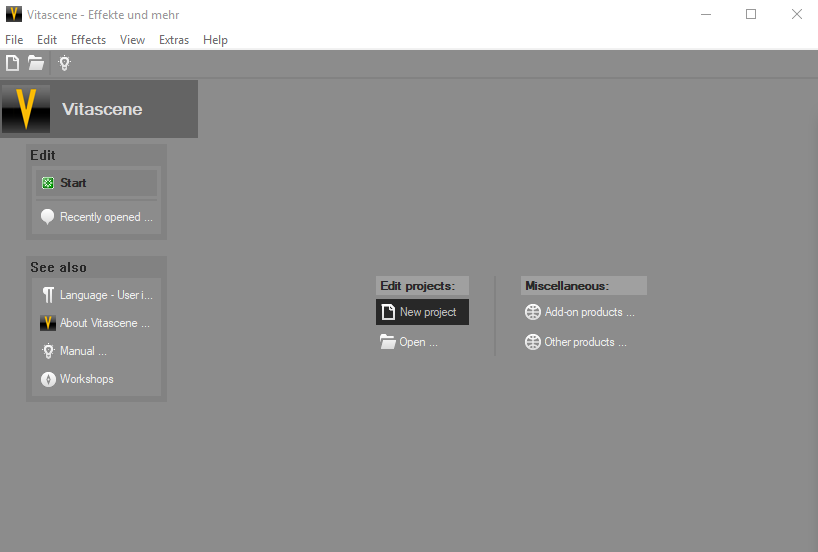 Vitascene - Effekte und mehr
File Edit Effects View Extras Help
Vitascene
Edit
Start
Recently opened ...
See also
Language - User i...
About Vitascene ...
Manual ...
Workshops
Edit projects:
New project
Open ...
Miscellaneous:
Add-on products ...
Other products ...